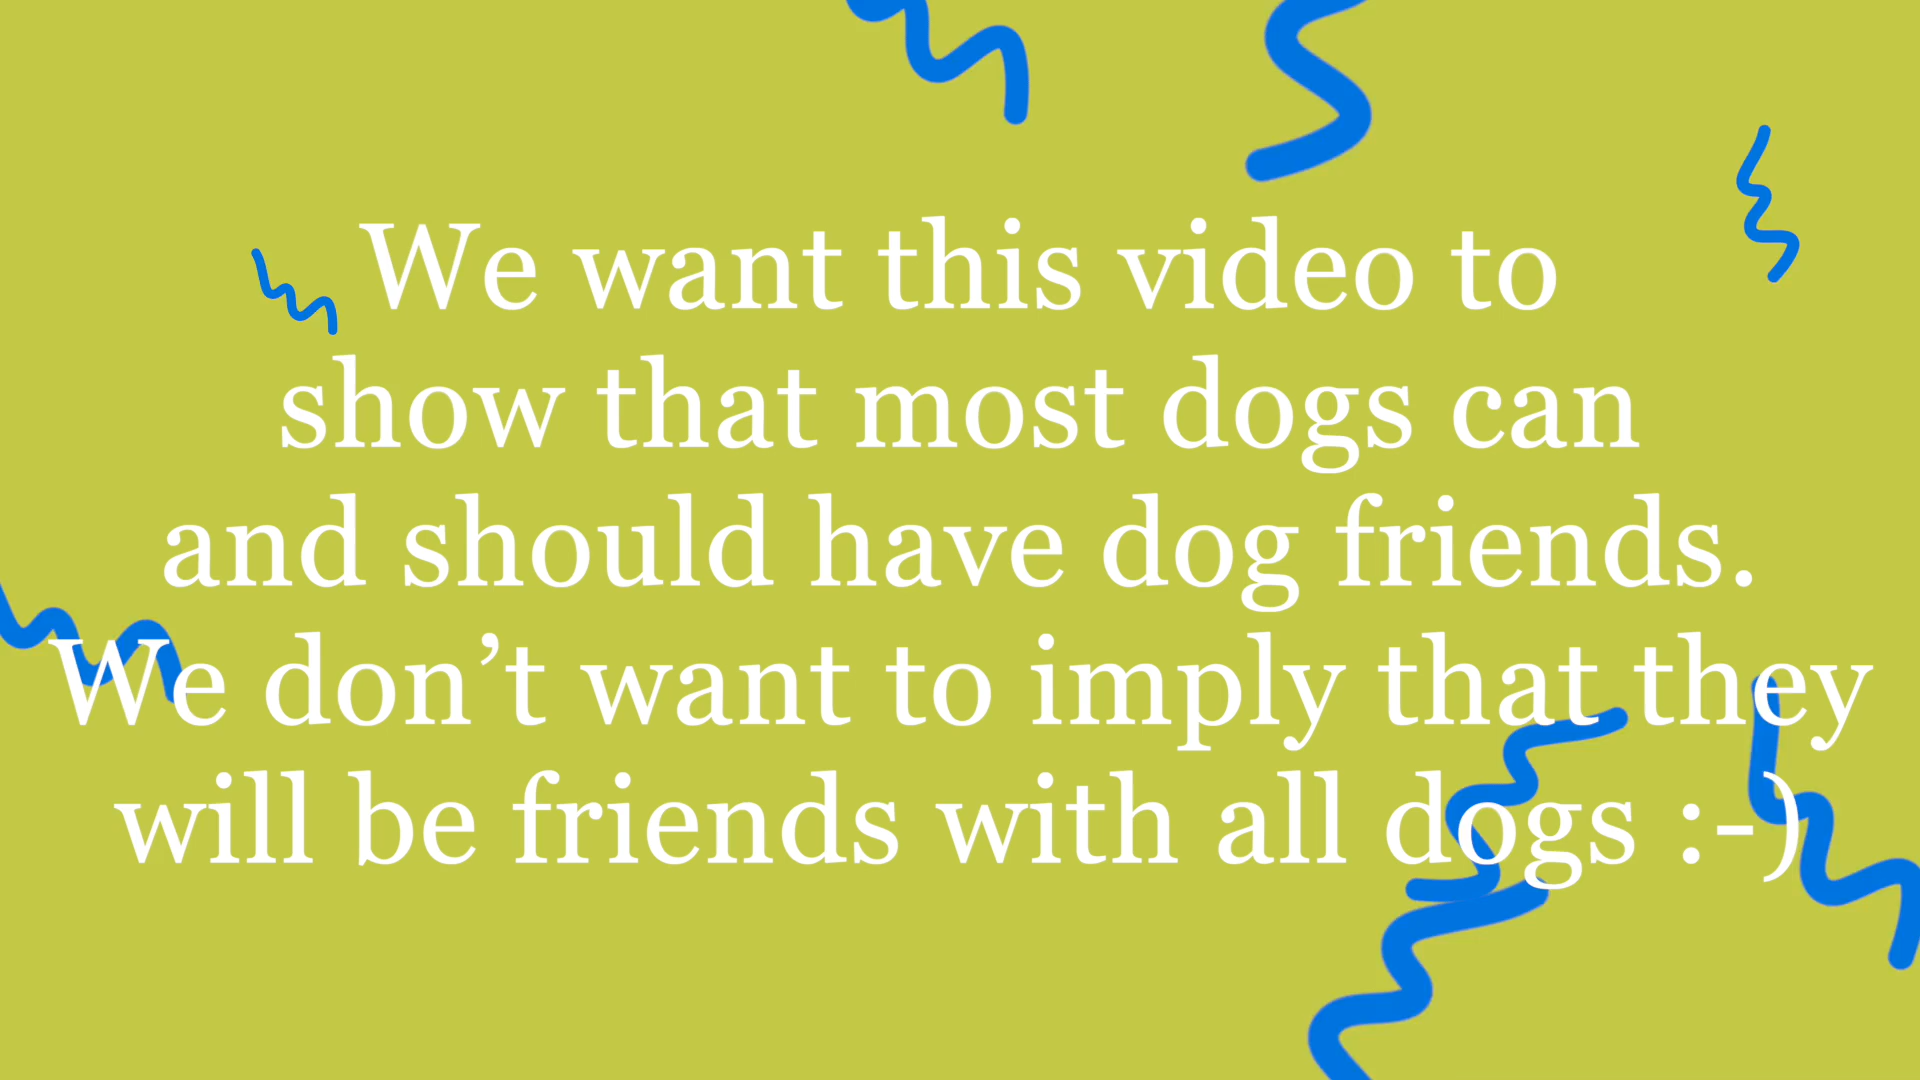 We want this video to
show that most dogs can
and should have dog friends.
We don’t want to imply that they
will be friends with all dogs :-)